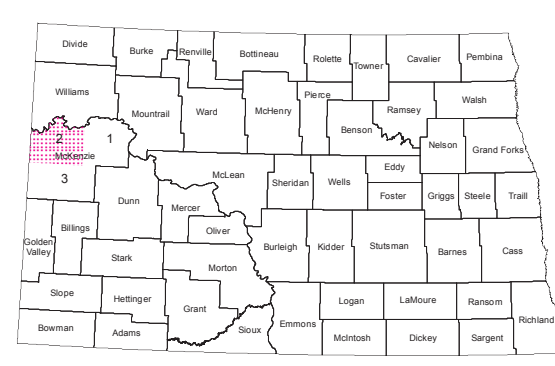 Divide Burke Renville Bottineau Rolette Towner Cavalier Pembina
Williams Mountrail Ward McHenry Pierce Benson Ramsey Walsh
2 1 McKenzie Nelson Grand Forks
3 McLean Sheridan Wells Eddy
Foster Griggs Steele Traill
Dunn Mercer Oliver
Golden Valley Billings Stark Morton Burleigh Kidder Stutsman Barnes Cass
Slope Hettinger Grant Sioux Emmons Logan LaMoure Ransom Richland
Bowman Adams McIntosh Dickey Sargent